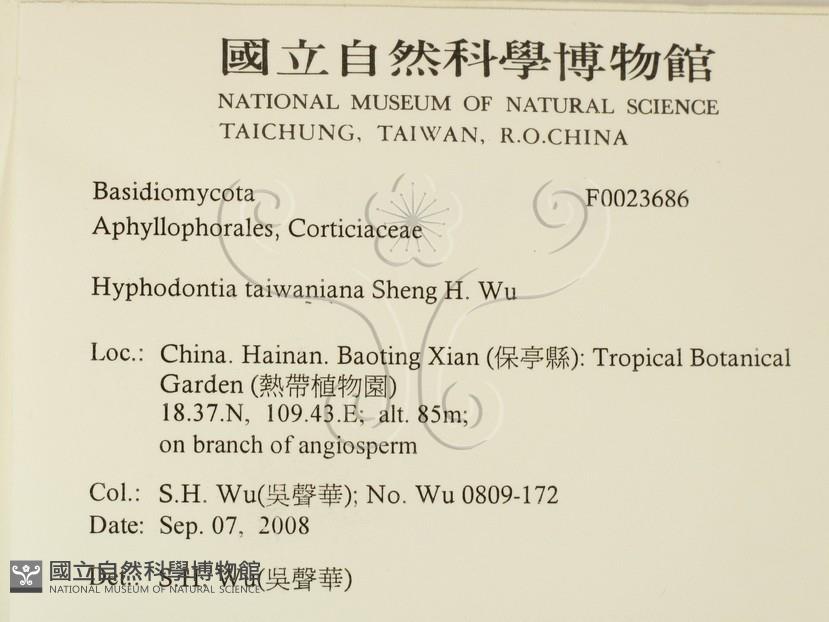 國立自然科學博物館
NATIONAL MUSEUM OF NATURAL SCIENCE
TAICHUNG, TAIWAN, R.O.CHINA
Basidiomycota F0023686
Aphyllophorales, Corticiaceae
Hyphodontia taiwaniana Sheng H. Wu
Loc.: China. Hainan. Baoting Xian (保亭縣): Tropical Botanical
Garden (熱帶植物園)
18.37.N, 109.43.E; alt. 85m;
on branch of angiosperm
Col.: S.H. Wu(吳聲華); No. Wu 0809-172
Date: Sep. 07, 2008
Det.: S.H. Wu(吳聲華)
國立自然科學博物館
NATIONAL MUSEUM OF NATURAL SCIENCE